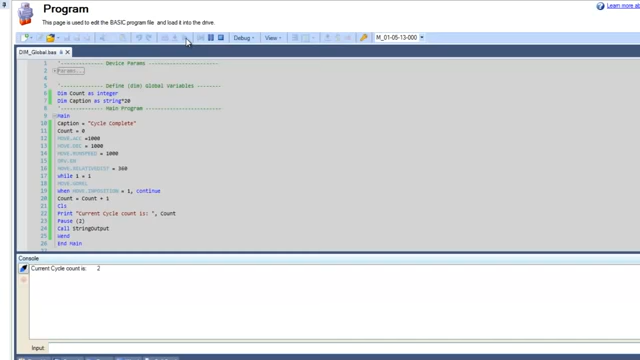 Program
Learn more ab
This page is used to edit the BASIC program file and load it into the drive.
Debug
View
M_01-05-13-000
DIM_Global.bas
1 '-------------- Device Params
2 Params...
5
6 '-------------- Define (dim) Global Variables
Dim Count as integer
7 Dim Caption as string*20
8 '-------------- Main Program
9 Main
10 Caption = "Cycle Complete"
11 Count = 0
12 MOVE.ACC =1000
13 MOVE.DEC = 1000
14 MOVE.RUNSPEED = 1000
15
16 MOVE.RELATIVEDIST = 360
17 While 1 = 1
18
19 When MOVE.INPOSITION = 1, continue
20 Count = Count + 1
21 Cls
22 Print "Current Cycle count is: ", Count
23 Pause (2)
24 Call StringOutput
25 Wend
26 End Main
Console
Current Cycle count is: 2
Input: